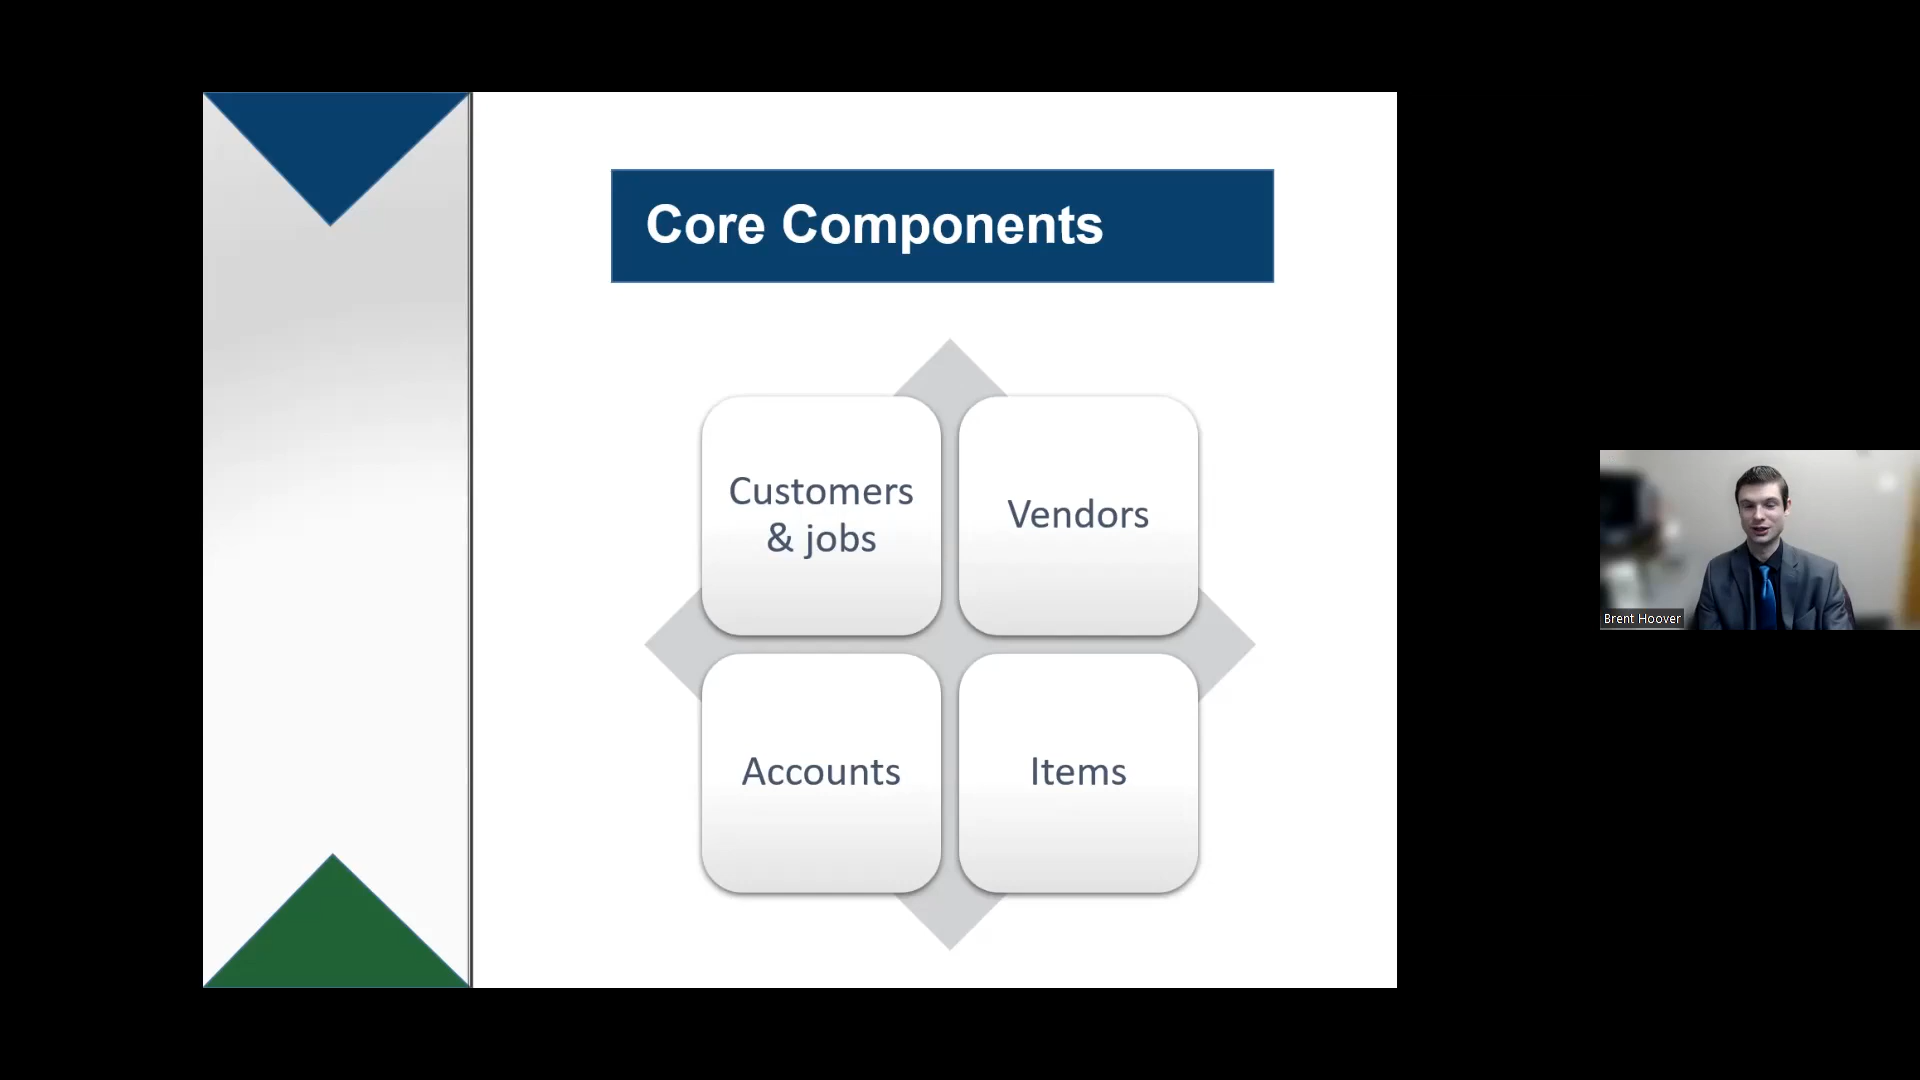 Core Components
Customers
& jobs
Vendors
Accounts
Items
Brent Hoover